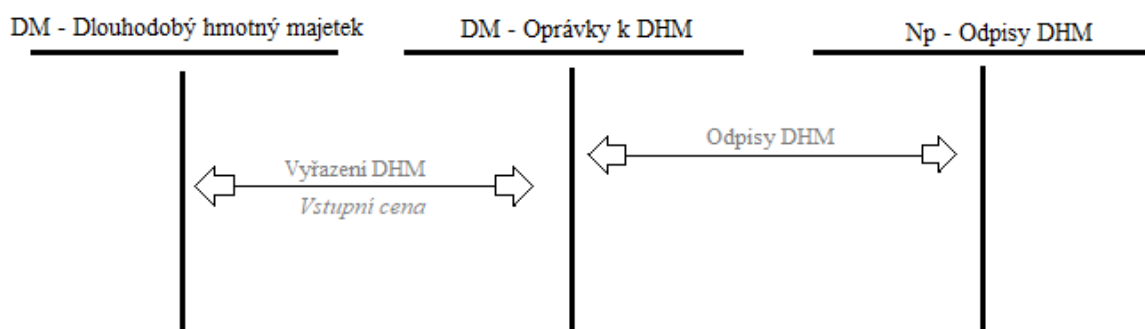 DM - Dlouhodobý hmotný majetek
DM - Oprávky k DHM
Np - Odpisy DHM
Odpisy DHM
Vyřazení DHM
Vstupní cena